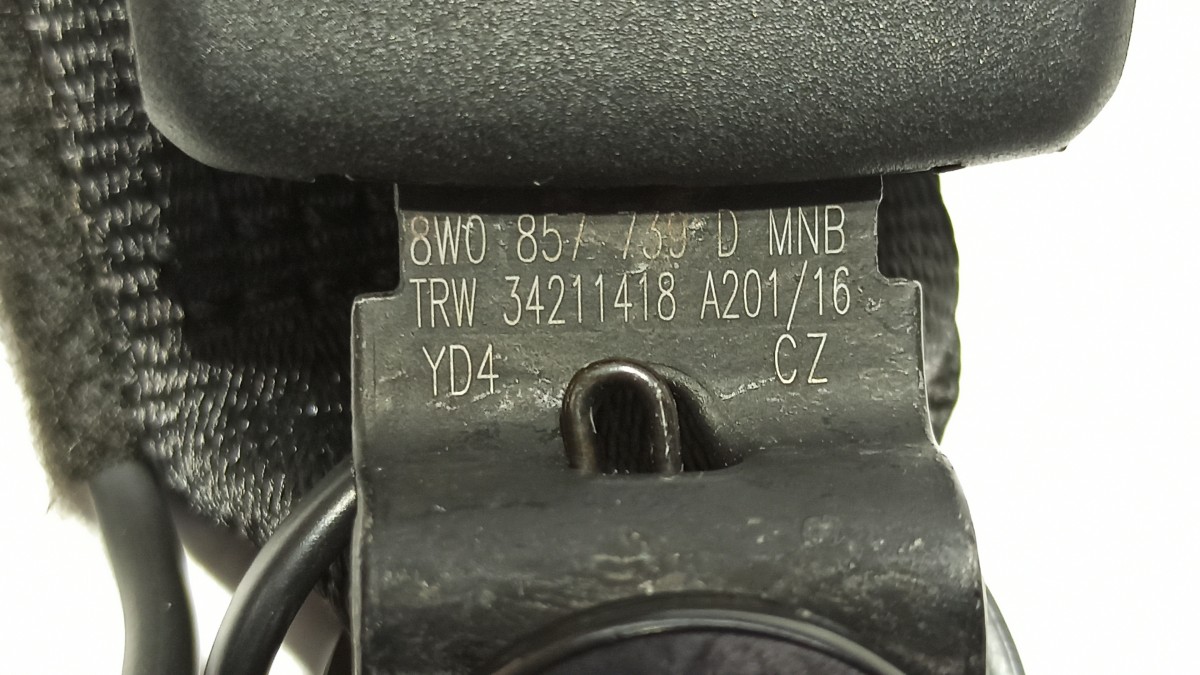 8W0 857 739 D MNB
TRW 34211418 A201/16
YD4 CZ